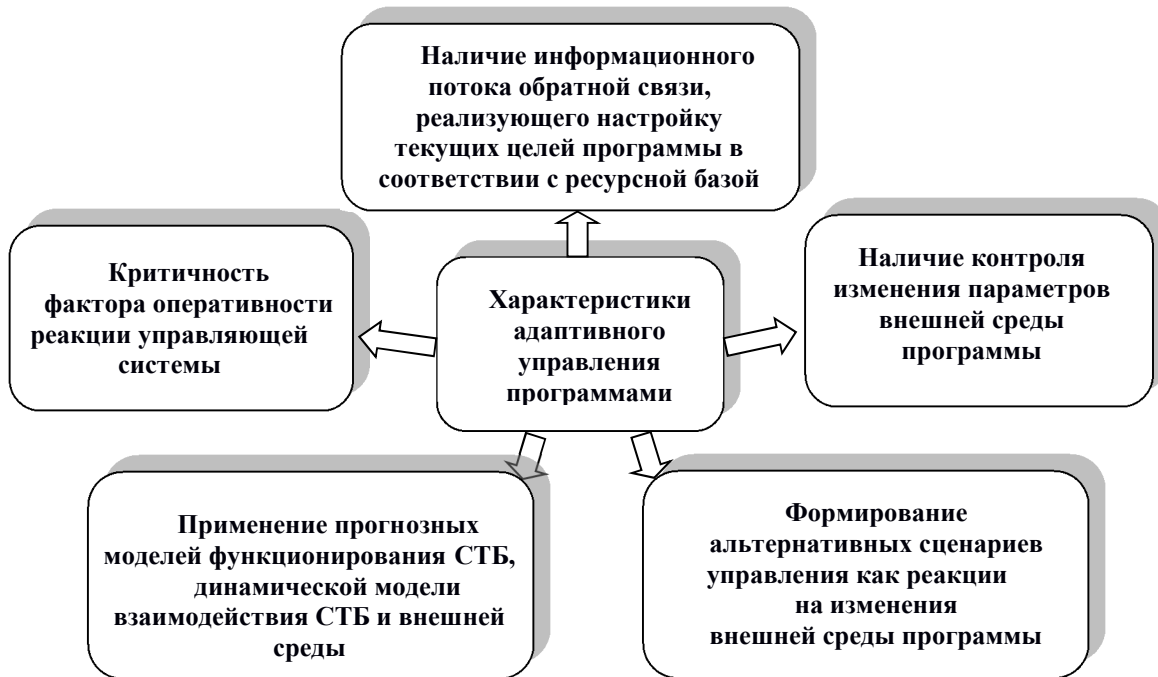 Наличие информационного
потока обратной связи,
реализующего настройку
текущих целей программы в
соответствии с ресурсной базой
Критичность
фактора оперативности
реакции управляющей
системы
Характеристики
адаптивного
управления
программами
Наличие контроля
изменения параметров
внешней среды
программы
Применение прогнозных
моделей функционирования СТБ,
динамической модели
взаимодействия СТБ и внешней
среды
Формирование
альтернативных сценариев
управления как реакции
на изменения
внешней среды программы